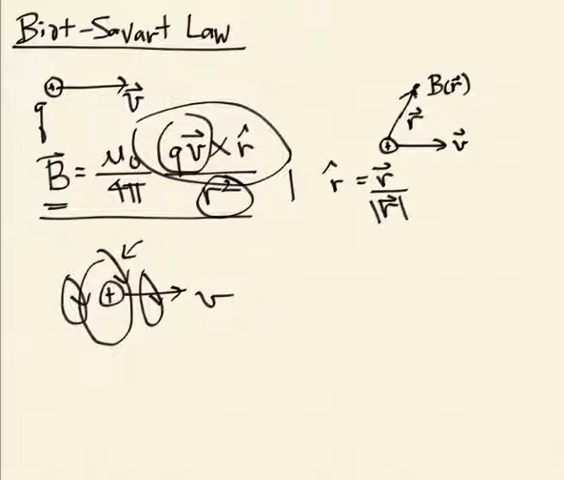 Biot-Savart Law
+ v⃗
q
B⃗ = μ₀/4π qv⃗ × r̂ / r²
B(r⃗)
r⃗
+ v⃗
r̂ = r⃗/|r⃗|
+ v